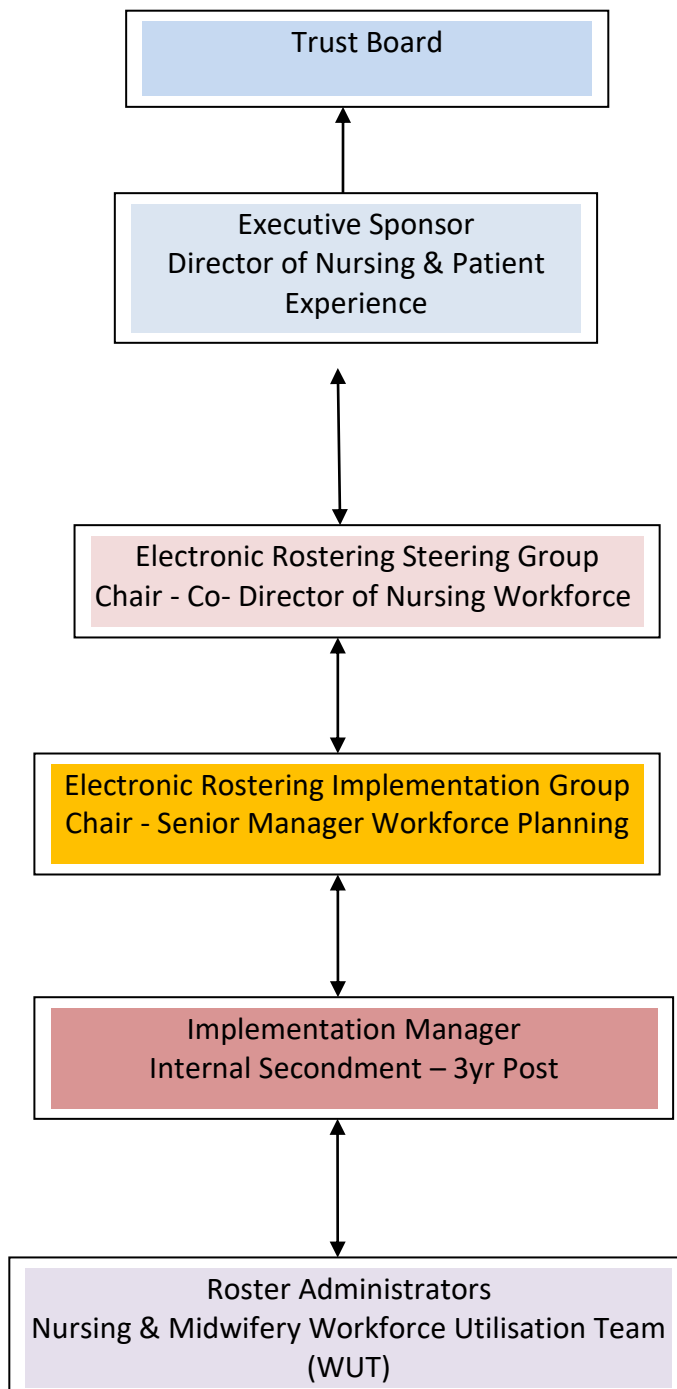 Trust Board
Executive Sponsor
Director of Nursing & Patient
Experience
Electronic Rostering Steering Group
Chair - Co- Director of Nursing Workforce
Electronic Rostering Implementation Group
Chair - Senior Manager Workforce Planning
Implementation Manager
Internal Secondment – 3yr Post
Roster Administrators
Nursing & Midwifery Workforce Utilisation Team
(WUT)